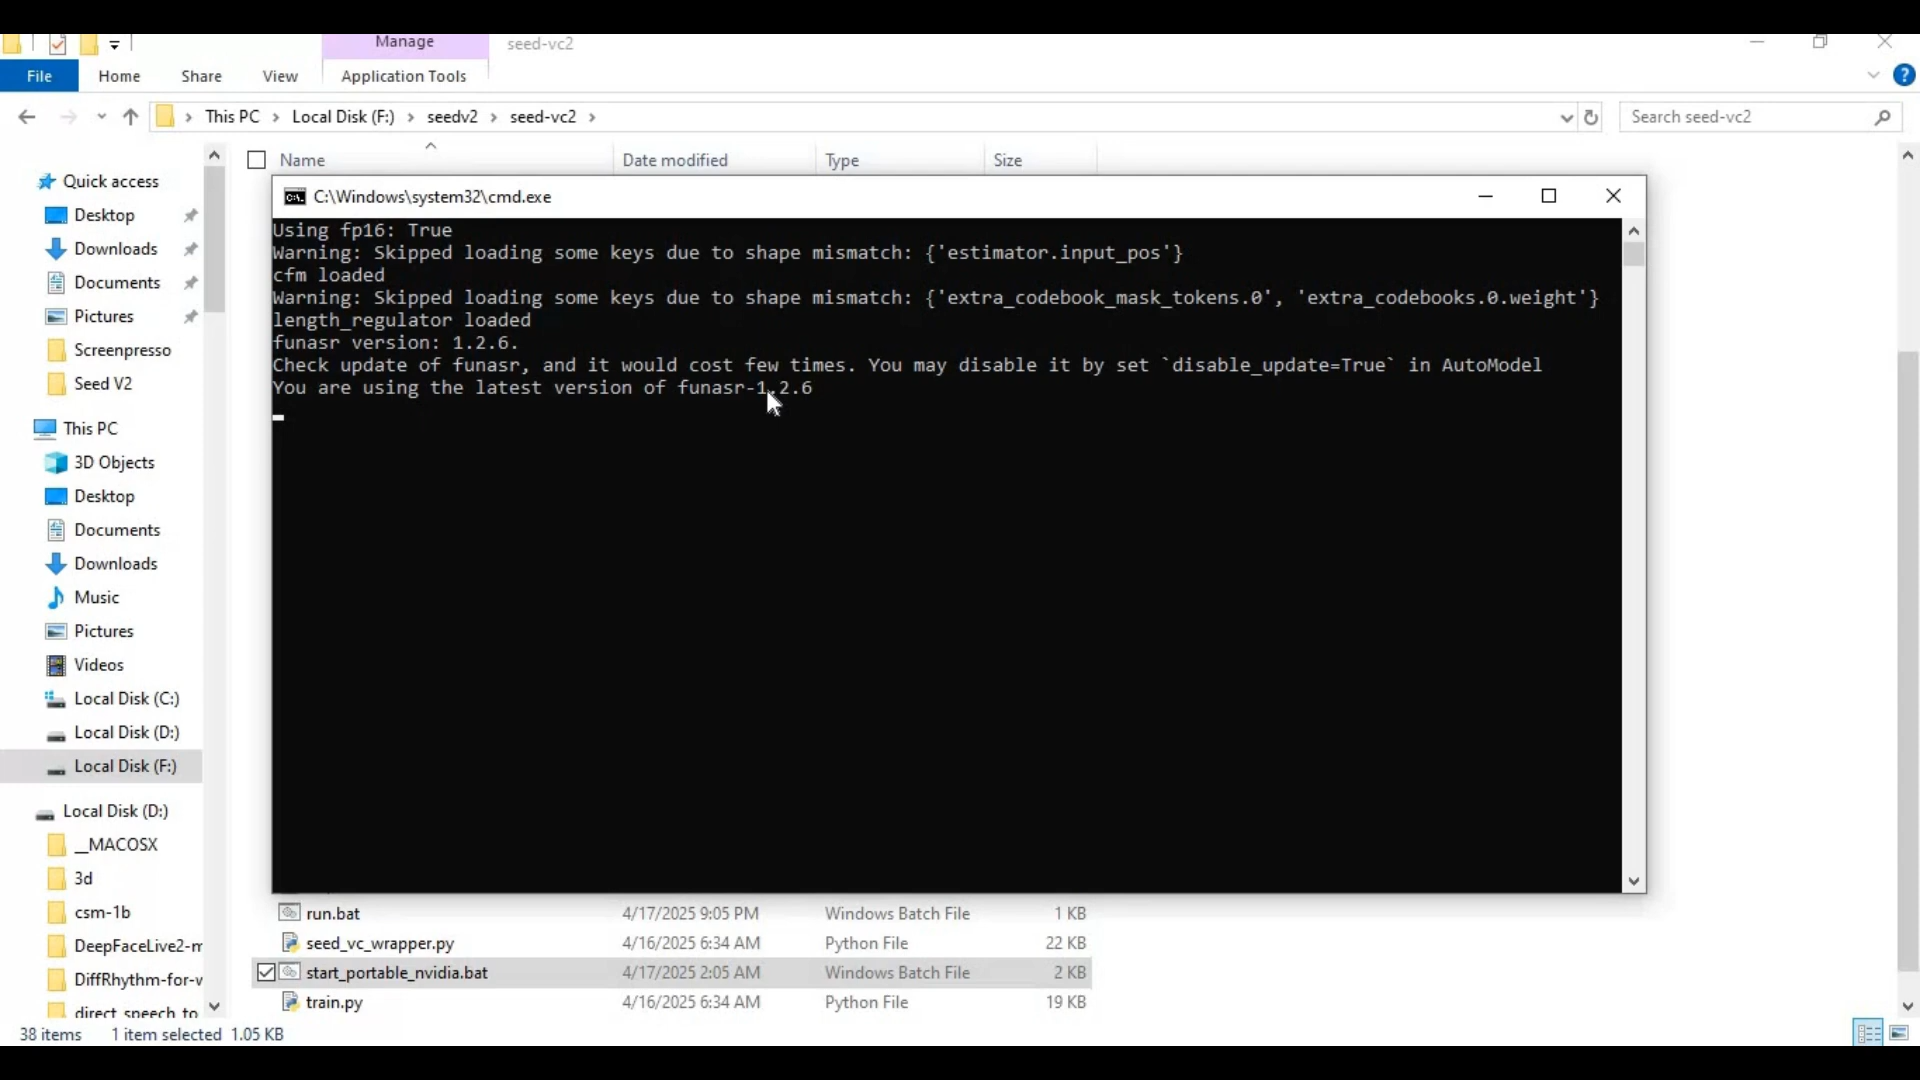 Manage
seed-vc2
File
Home
Share
View
Application Tools
This PC
Local Disk (F:)
seedv2
seed-vc2
Search seed-vc2
Name
Date modified
Type
Size
Quick access
Desktop
Downloads
Documents
Pictures
Screenpresso
Seed V2
This PC
3D Objects
Desktop
Documents
Downloads
Music
Pictures
Videos
Local Disk (C:)
Local Disk (D:)
Local Disk (F:)
Local Disk (D:)
__MACOSX
3d
csm-1b
DeepFaceLive2-m
DiffRhythm-for-v
direct speech to
C:\Windows\system32\cmd.exe
Using fp16: True
Warning: Skipped loading some keys due to shape mismatch: {'estimator.input_pos'}
cfm loaded
Warning: Skipped loading some keys due to shape mismatch: {'extra_codebook_mask_tokens.0', 'extra_codebooks.0.weight'}
length_regulator loaded
funasr version: 1.2.6.
Check update of funasr, and it would cost few times. You may disable it by set `disable_update=True` in AutoModel
You are using the latest version of funasr-1.2.6
run.bat 4/17/2025 9:05 PM Windows Batch File 1 KB
seed_vc_wrapper.py 4/16/2025 6:34 AM Python File 22 KB
start_portable_nvidia.bat 4/17/2025 2:05 AM Windows Batch File 2 KB
train.py 4/16/2025 6:34 AM Python File 19 KB
38 items 1 item selected 1.05 KB